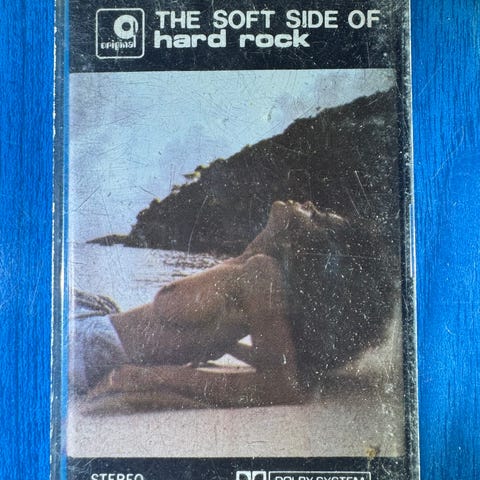 THE SOFT SIDE OF
hard rock
original
STEREO
DOLBY SYSTEM